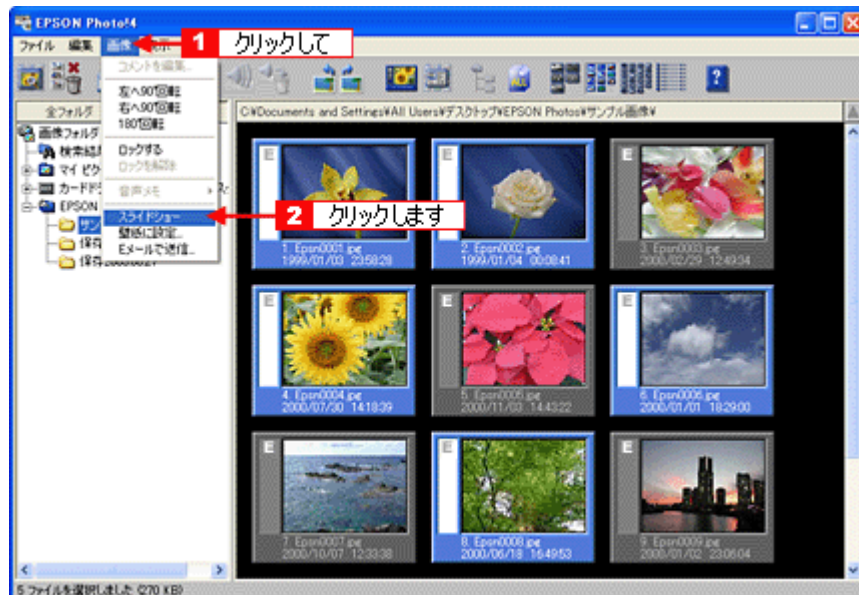 EPSON Photo!4
ファイル 編集 画像 表示
1 クリックして
コメントを編集...
左へ90°回転
右へ90°回転
180°回転
ロックする
ロックを解除
音声メモ
スライドショー
壁紙に設定...
Eメールで送信...
2 クリックします
全フォルダ
画像フォルダ
検索結
マイ ピク
カードド
EPSON
サン
保存
保存
C:¥Documents and Settings¥All Users¥デスクトップ¥EPSON Photos¥サンプル画像¥
E
1. Epsn0001.jpg
1999/01/03 23:58:28
E
2. Epsn0002.jpg
1999/01/04 00:08:41
E
3. Epsn0003.jpg
2000/02/29 12:49:34
E
4. Epsn0004.jpg
2000/07/30 14:18:39
E
5. Epsn0005.jpg
2000/11/03 14:43:22
E
6. Epsn0006.jpg
2000/01/01 18:29:00
E
7. Epsn0007.jpg
2000/10/07 12:33:38
E
8. Epsn0008.jpg
2000/06/18 16:49:53
E
9. Epsn0009.jpg
2000/01/02 23:06:04
5 ファイルを選択しました (270 KB)